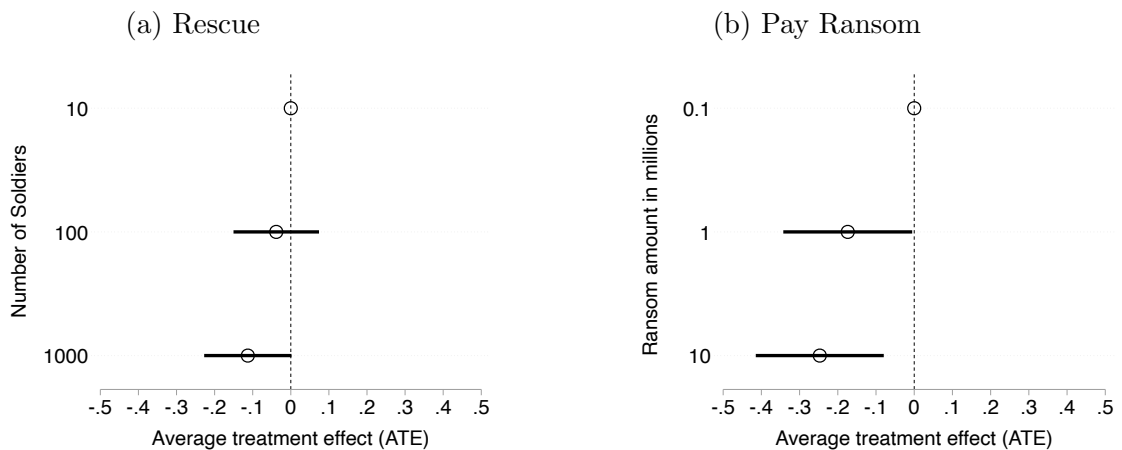 (a) Rescue
Number of Soldiers
10
100
1000
-.5 -.4 -.3 -.2 -.1 0 .1 .2 .3 .4 .5
Average treatment effect (ATE)
(b) Pay Ransom
Ransom amount in millions
0.1
1
10
-.5 -.4 -.3 -.2 -.1 0 .1 .2 .3 .4 .5
Average treatment effect (ATE)